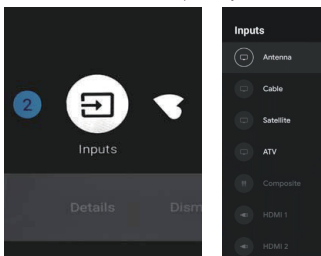 2
Inputs
Details
Dism
Inputs
Antenna
Cable
Satellite
ATV
Composite
HDMI 1
HDMI 2